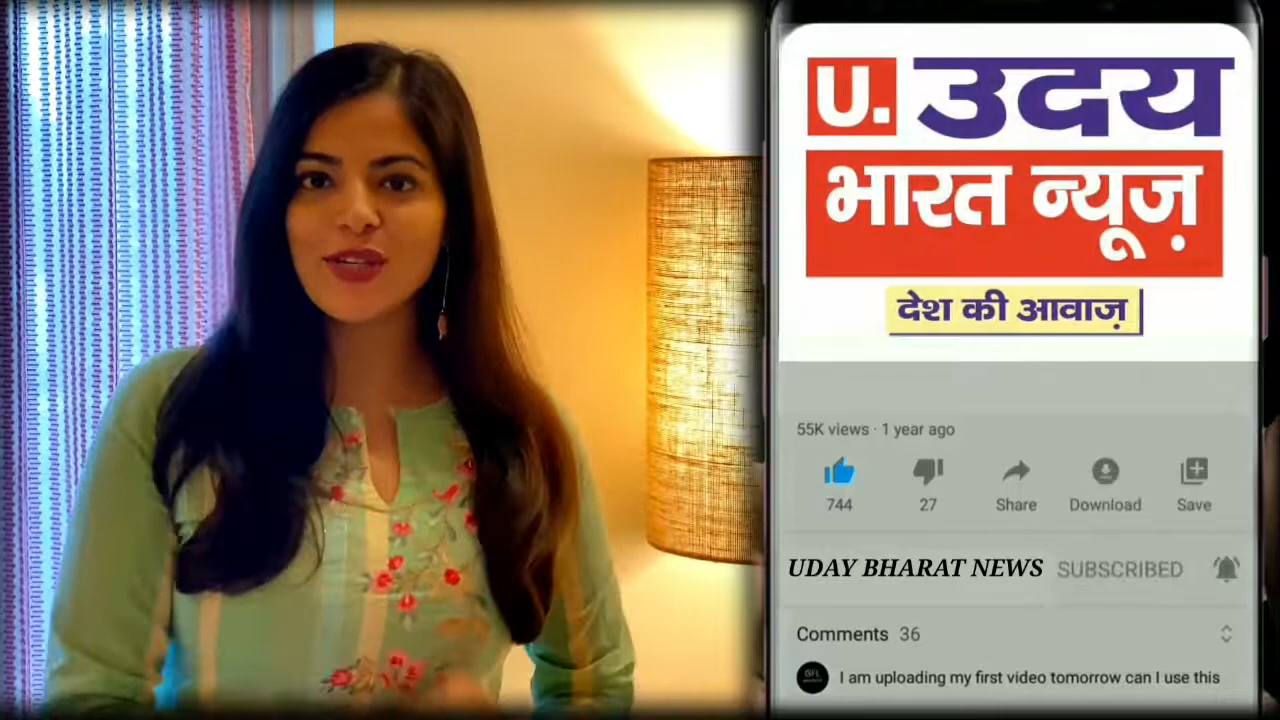 U. उदय
भारत न्यूज़
देश की आवाज़
55K views · 1 year ago
744
27
Share
Download
Save
UDAY BHARAT NEWS
SUBSCRIBED
Comments 36
I am uploading my first video tomorrow can I use this